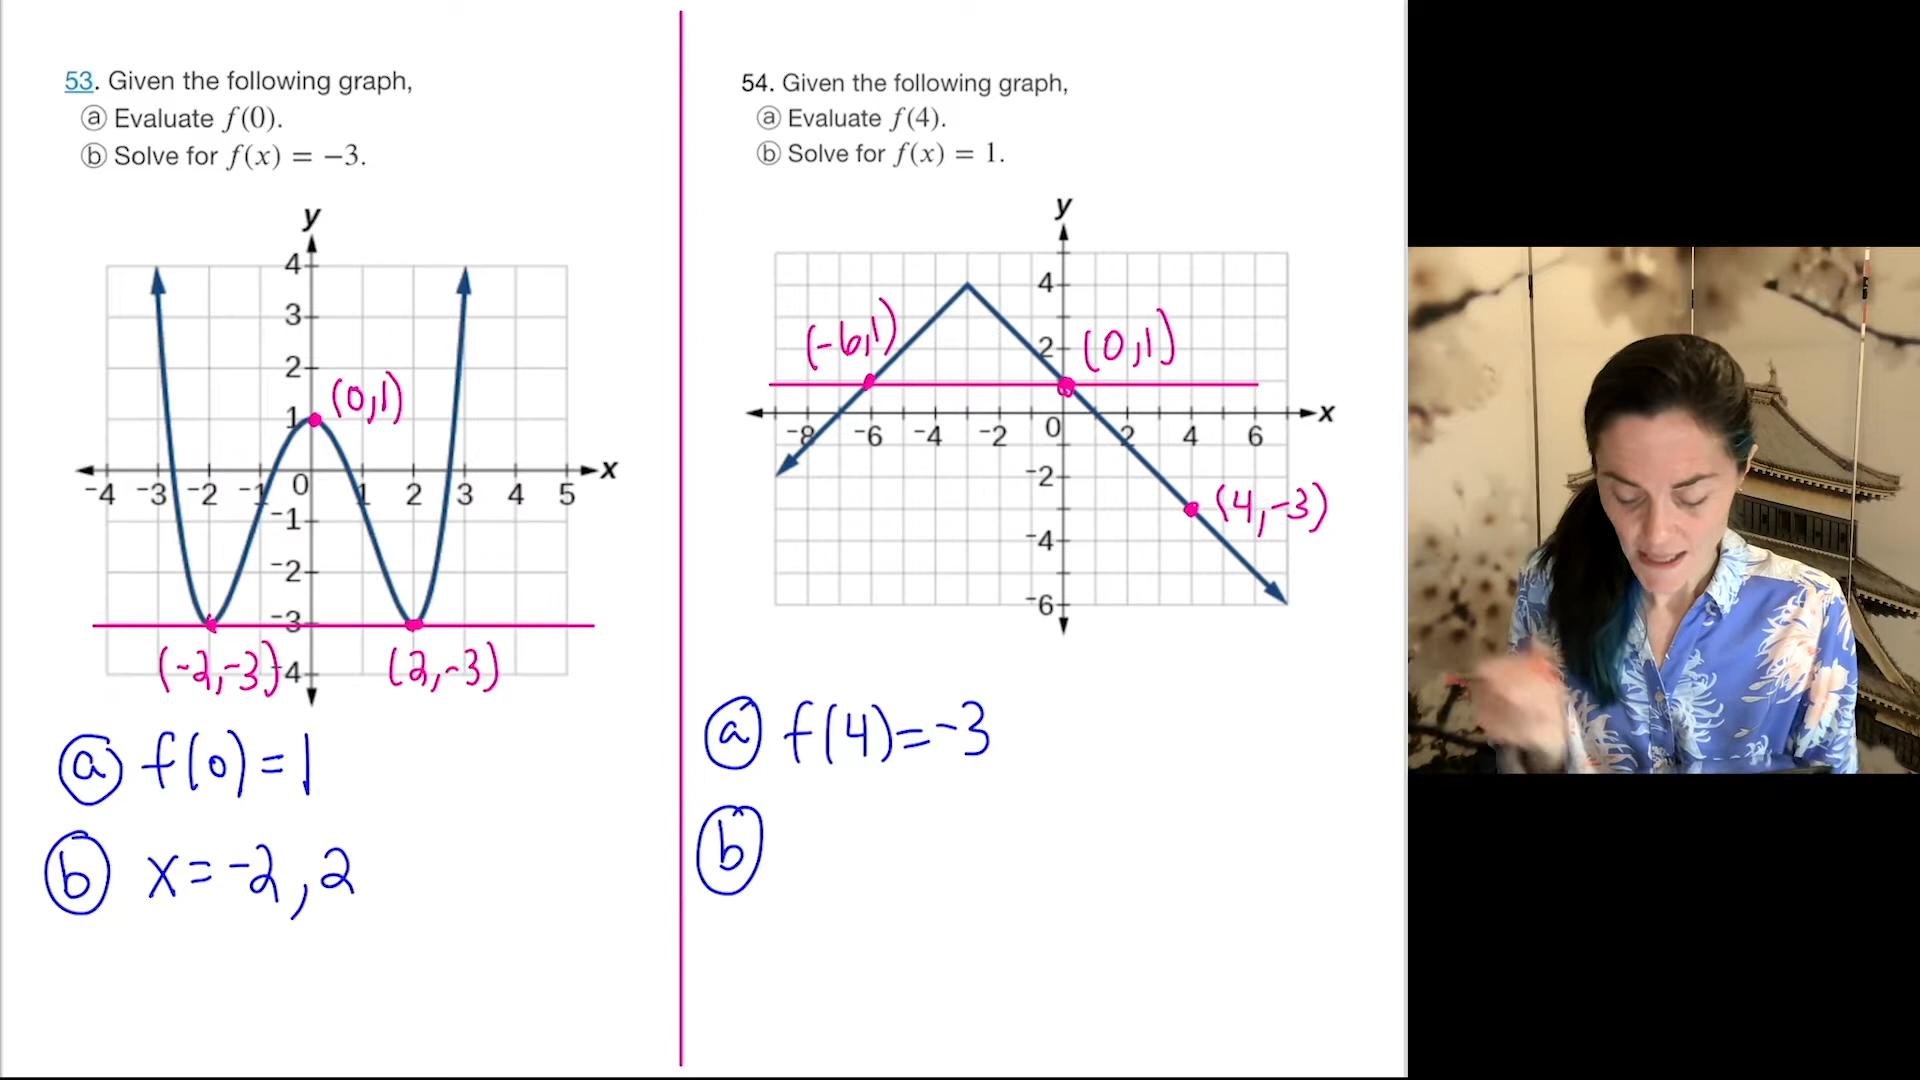 53. Given the following graph,
ⓐ Evaluate f(0).
ⓑ Solve for f(x) = −3.
y
4
3
2
1
(0,1)
x
-4 -3 -2 -1 0 1 2 3 4 5
-1
-2
-3
(-2,-3) -4 (2,-3)
ⓐ f(0)=1
ⓑ x=-2,2
54. Given the following graph,
ⓐ Evaluate f(4).
ⓑ Solve for f(x) = 1.
y
4
(-6,1) 2 (0,1)
x
-8 -6 -4 -2 0 2 4 6
-2
(4,-3)
-4
-6
ⓐ f(4)=-3
ⓑ